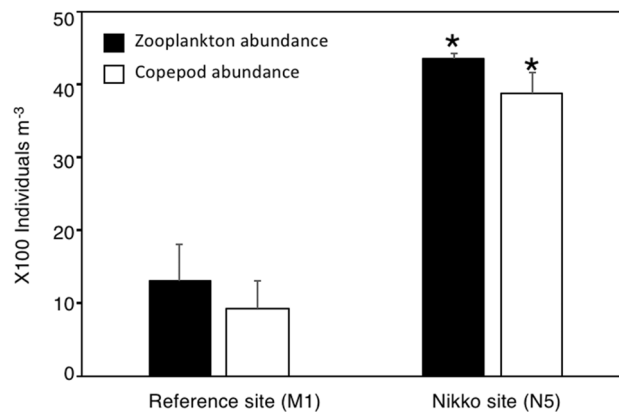 50
40
30
20
10
0
X100 Individuals m-3
Zooplankton abundance
Copepod abundance
* *
Reference site (M1) Nikko site (N5)